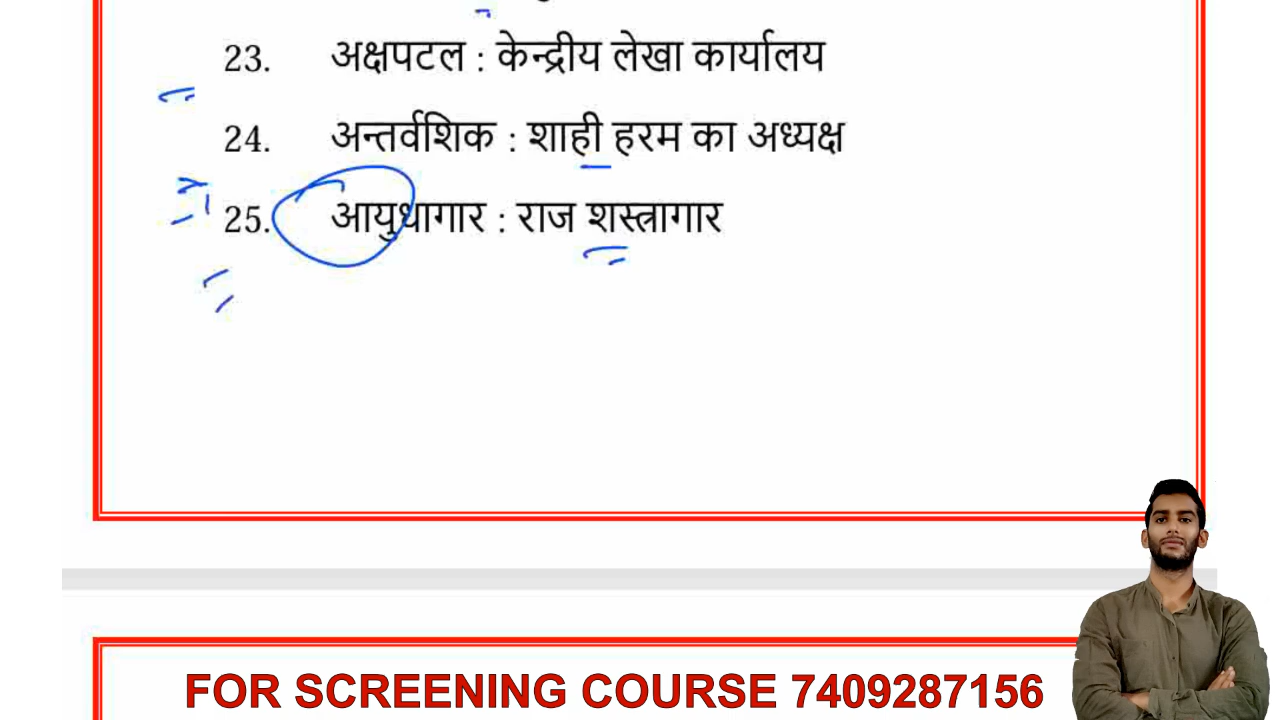 23. अक्षपटल : केन्द्रीय लेखा कार्यालय
24. अन्तर्वशिक : शाही हरम का अध्यक्ष
25. आयुधागार : राज शस्त्रागार
FOR SCREENING COURSE 7409287156